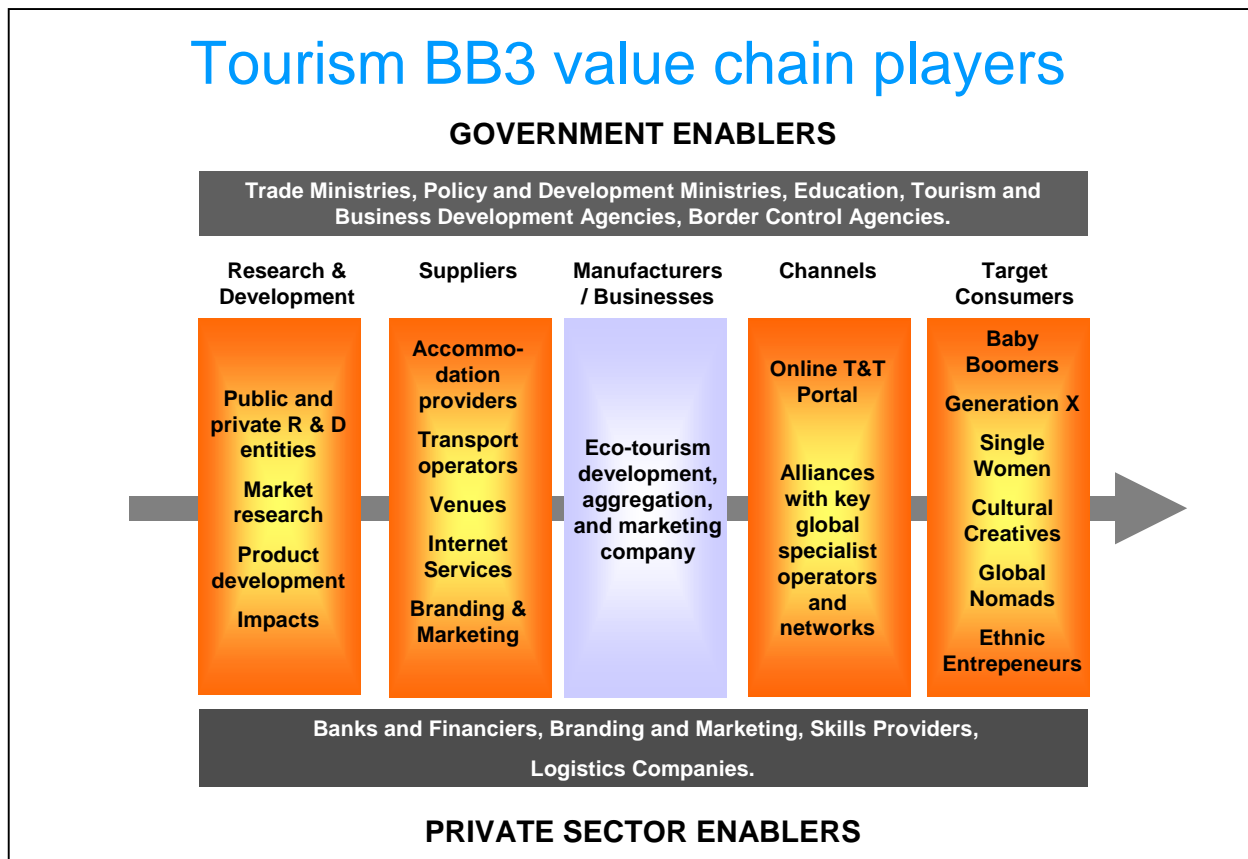 Tourism BB3 value chain players
GOVERNMENT ENABLERS
Trade Ministries, Policy and Development Ministries, Education, Tourism and
Business Development Agencies, Border Control Agencies.
Research &
Development
Public and
private R & D
entities
Market
research
Product
development
Impacts
Suppliers
Accommo-
dation
providers
Transport
operators
Venues
Internet
Services
Branding &
Marketing
Manufacturers
/ Businesses
Eco-tourism
development,
aggregation,
and marketing
company
Channels
Online T&T
Portal
Alliances
with key
global
specialist
operators
and
networks
Target
Consumers
Baby
Boomers
Generation X
Single
Women
Cultural
Creatives
Global
Nomads
Ethnic
Entrepeneurs
Banks and Financiers, Branding and Marketing, Skills Providers,
Logistics Companies.
PRIVATE SECTOR ENABLERS